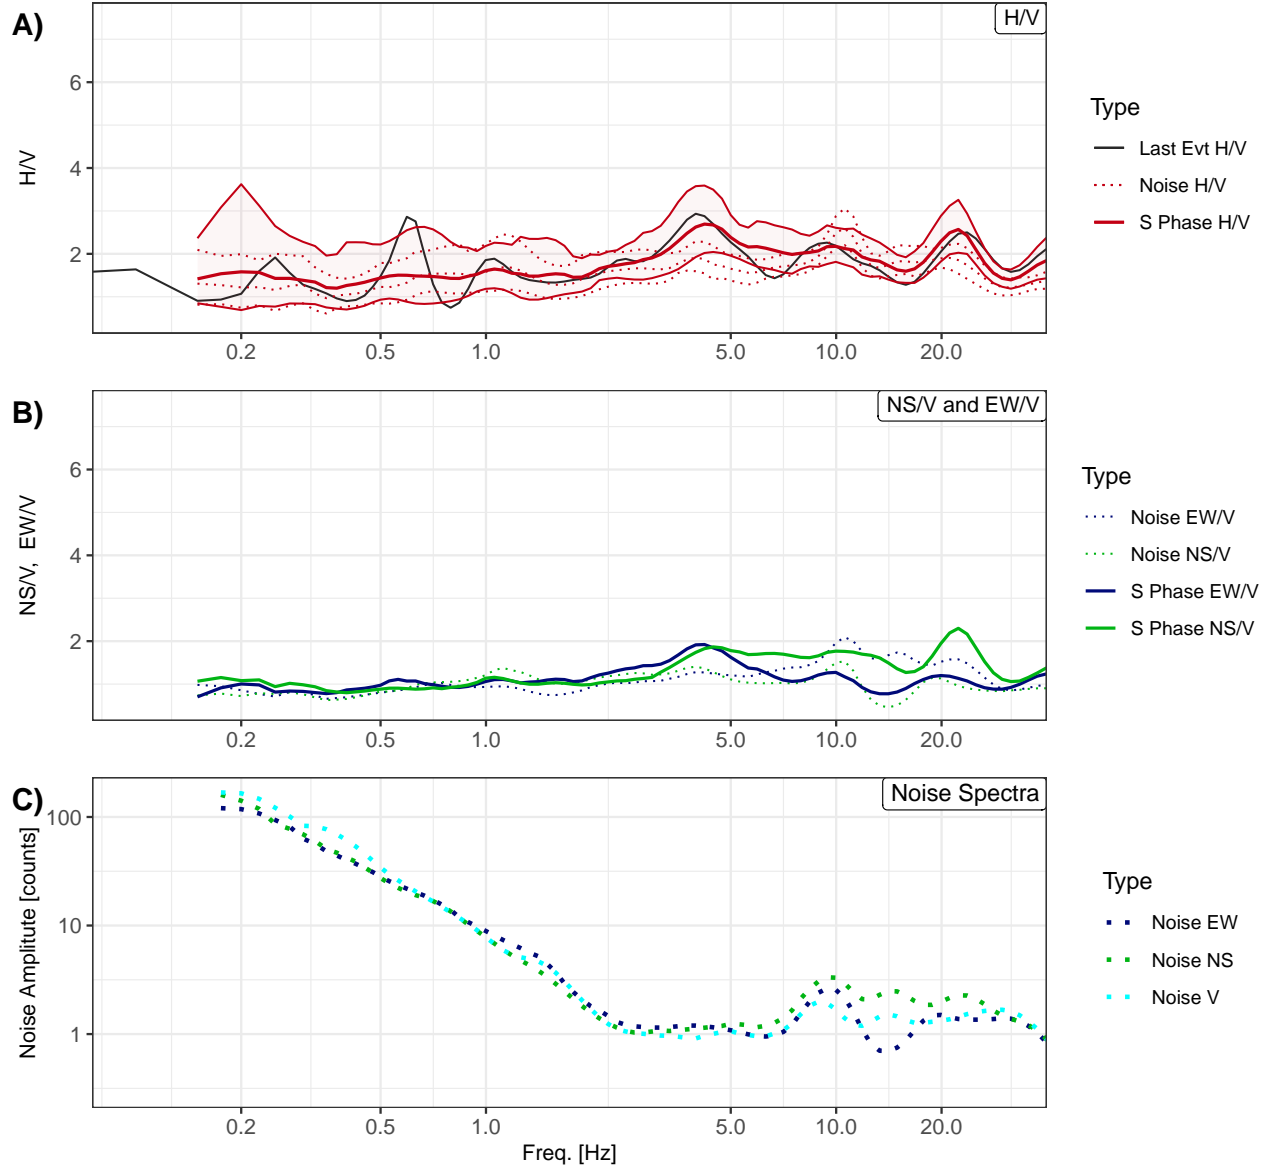 A)
H/V
6
4
2
H/V
0.2 0.5 1.0 5.0 10.0 20.0
Type
Last Evt H/V
Noise H/V
S Phase H/V
B)
NS/V and EW/V
6
4
2
NS/V, EW/V
0.2 0.5 1.0 5.0 10.0 20.0
Type
Noise EW/V
Noise NS/V
S Phase EW/V
S Phase NS/V
C)
Noise Spectra
100
10
1
Noise Amplitute [counts]
0.2 0.5 1.0 5.0 10.0 20.0
Freq. [Hz]
Type
Noise EW
Noise NS
Noise V